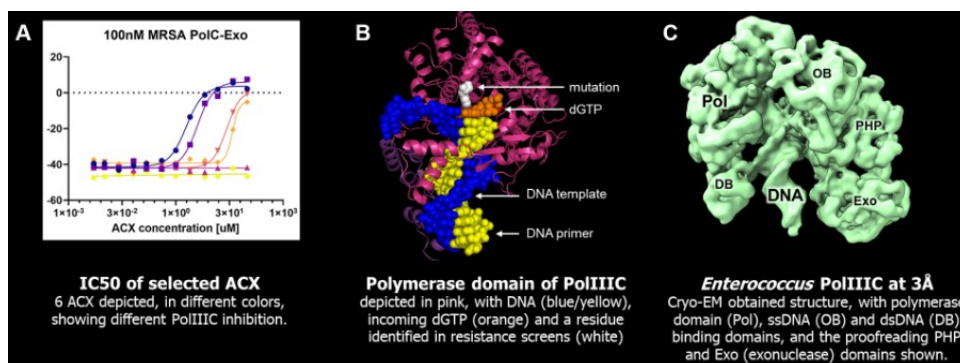 A
100nM MRSA PolC-Exo
20
0
-20
-40
-60
1×10⁻³
3×10⁻²
1×10⁰
3×10¹
1×10³
ACX concentration [uM]
IC50 of selected ACX
6 ACX depicted, in different colors,
showing different PolIIIC inhibition.
B
mutation
dGTP
DNA template
DNA primer
Polymerase domain of PolIIIC
depicted in pink, with DNA (blue/yellow),
incoming dGTP (orange) and a residue
identified in resistance screens (white)
C
Pol
OB
PHP
DB
DNA
Exo
Enterococcus PolIIIC at 3Å
Cryo-EM obtained structure, with polymerase
domain (Pol), ssDNA (OB) and dsDNA (DB)
binding domains, and the proofreading PHP
and Exo (exonuclease) domains shown.